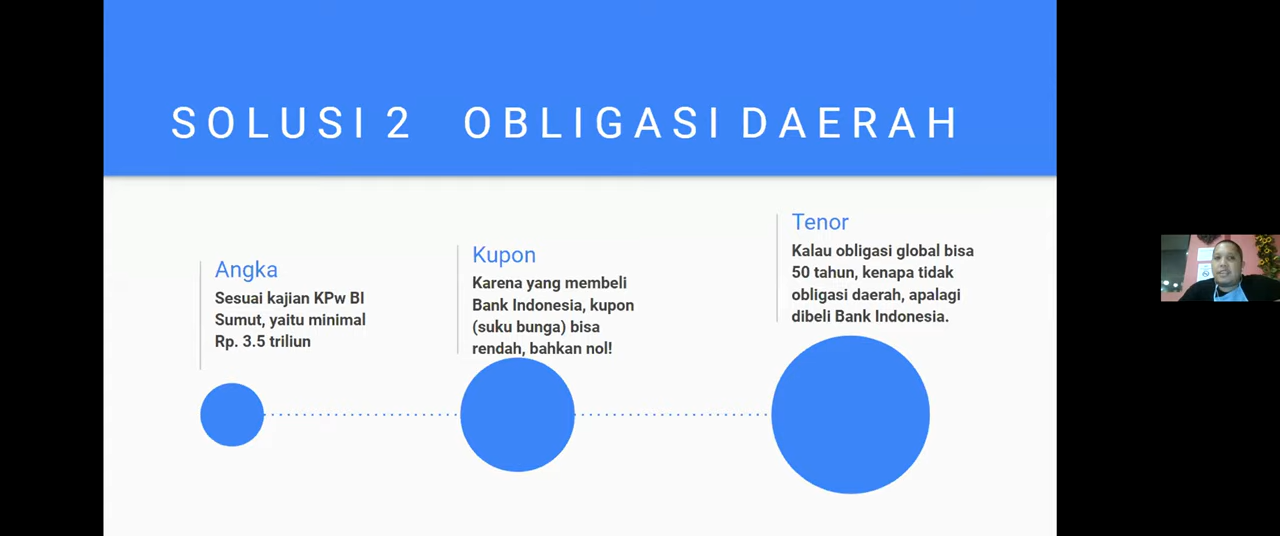 SOLUSI 2 OBLIGASI DAERAH
Angka
Sesuai kajian KPw BI
Sumut, yaitu minimal
Rp. 3.5 triliun
Kupon
Karena yang membeli
Bank Indonesia, kupon
(suku bunga) bisa
rendah, bahkan nol!
Tenor
Kalau obligasi global bisa
50 tahun, kenapa tidak
obligasi daerah, apalagi
dibeli Bank Indonesia.